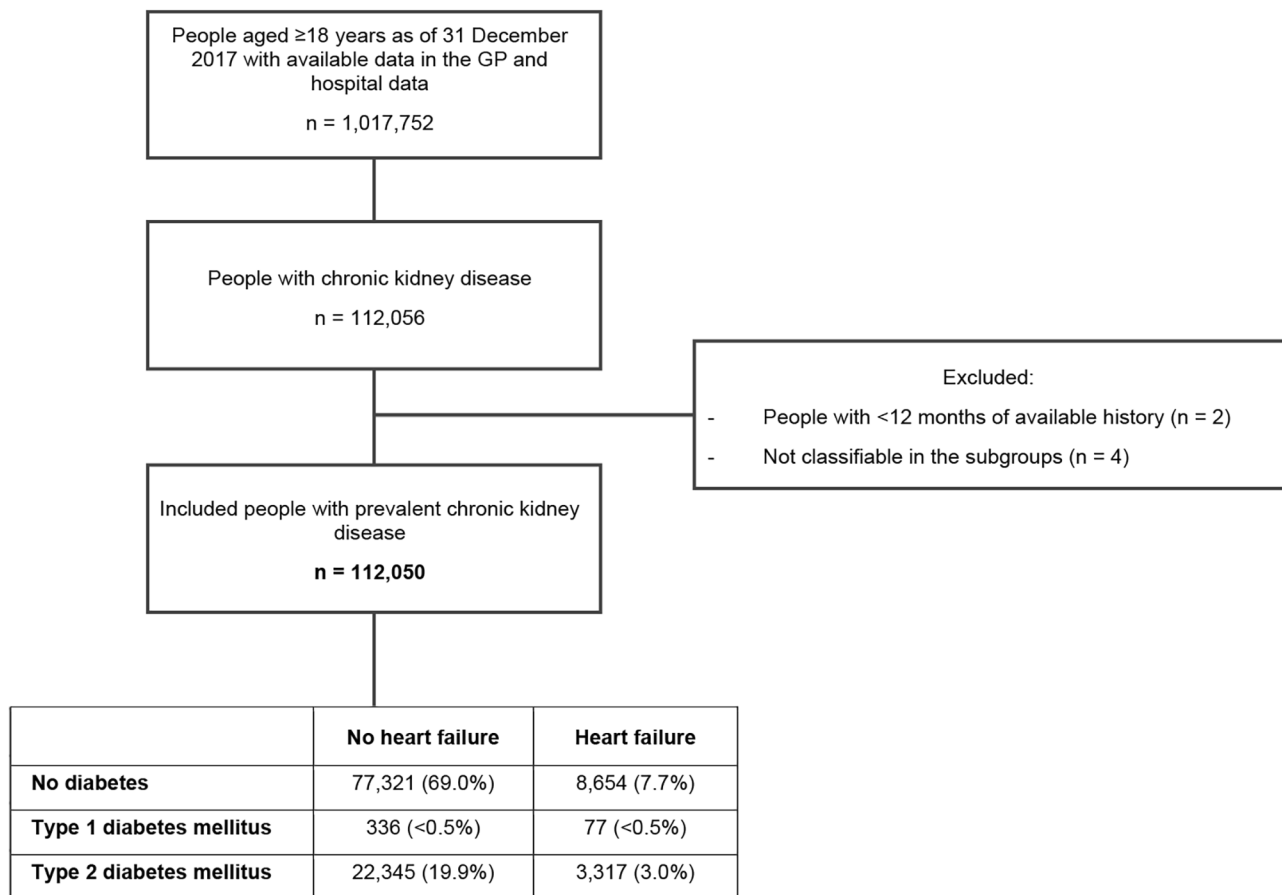 People aged ≥18 years as of 31 December
2017 with available data in the GP and
hospital data
n = 1,017,752
People with chronic kidney disease
n = 112,056
Excluded:
- People with <12 months of available history (n = 2)
- Not classifiable in the subgroups (n = 4)
Included people with prevalent chronic kidney
disease
n = 112,050
No heart failure Heart failure
No diabetes 77,321 (69.0%) 8,654 (7.7%)
Type 1 diabetes mellitus 336 (<0.5%) 77 (<0.5%)
Type 2 diabetes mellitus 22,345 (19.9%) 3,317 (3.0%)